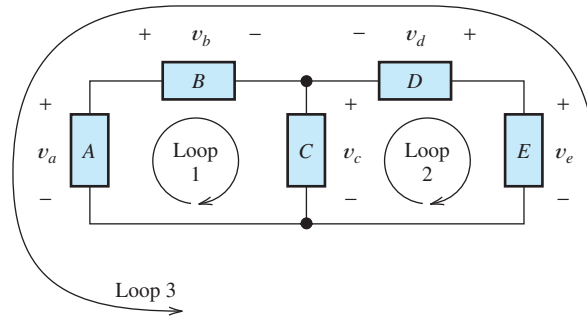 + v_b − − v_d +
B D
+ + +
v_a A Loop 1 C v_c Loop 2 E v_e
− − −
Loop 3